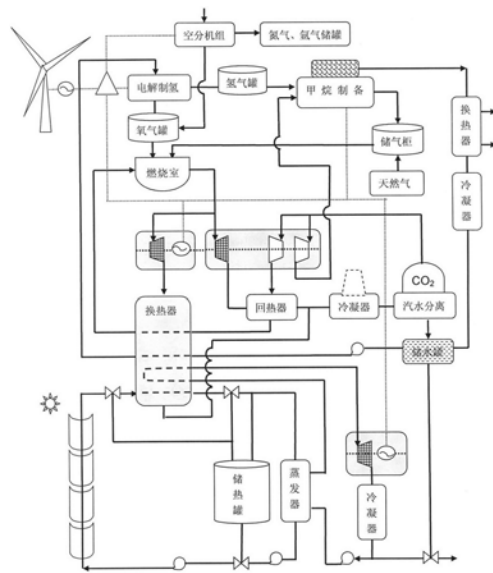 空分机组
氮气、氩气储罐
电解制氢
氢气罐
甲烷制备
氧气罐
储气柜
换热器
燃烧室
天然气
冷凝器
CO₂
换热器
回热器
冷凝器
汽水分离
储水罐
储热罐
蒸发器
冷凝器